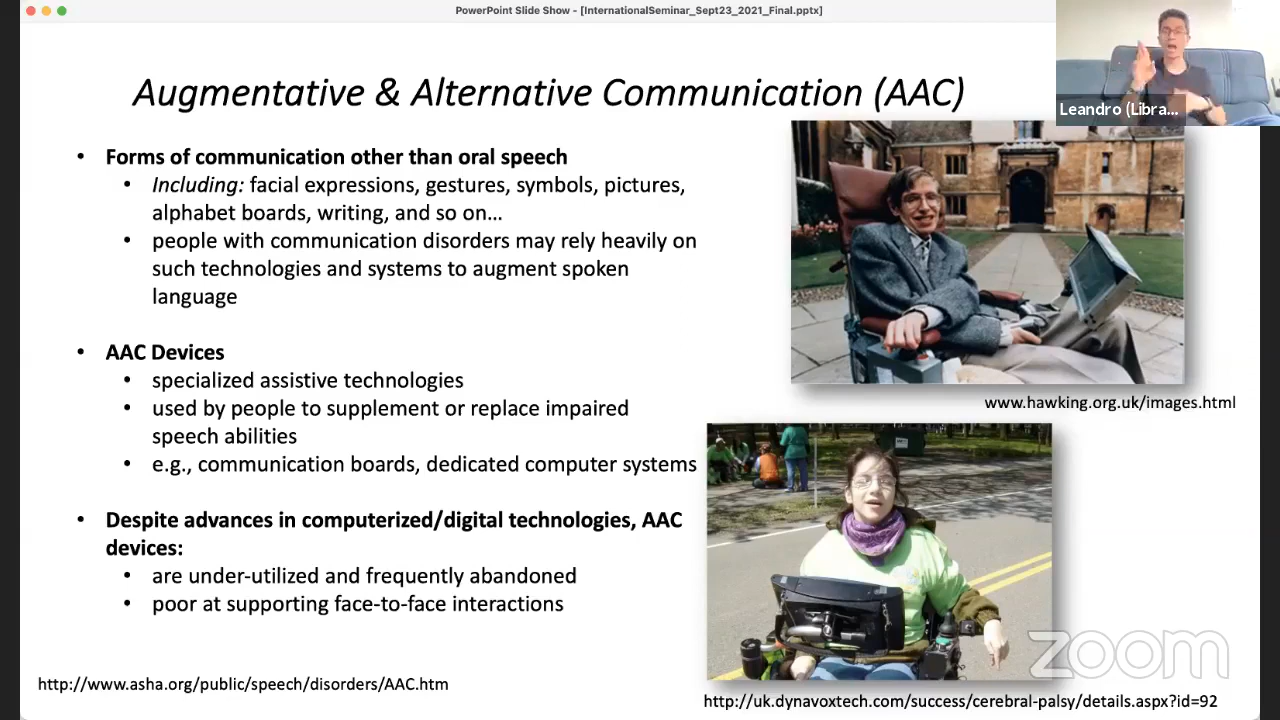 PowerPoint Slide Show - [InternationalSeminar_Sept23_2021_Final.pptx]
Augmentative & Alternative Communication (AAC)
Leandro (Libra...
• Forms of communication other than oral speech
• Including: facial expressions, gestures, symbols, pictures,
alphabet boards, writing, and so on…
• people with communication disorders may rely heavily on
such technologies and systems to augment spoken
language
• AAC Devices
• specialized assistive technologies
• used by people to supplement or replace impaired
speech abilities
• e.g., communication boards, dedicated computer systems
• Despite advances in computerized/digital technologies, AAC
devices:
• are under-utilized and frequently abandoned
• poor at supporting face-to-face interactions
www.hawking.org.uk/images.html
zoom
http://www.asha.org/public/speech/disorders/AAC.htm
http://uk.dynavoxtech.com/success/cerebral-palsy/details.aspx?id=92